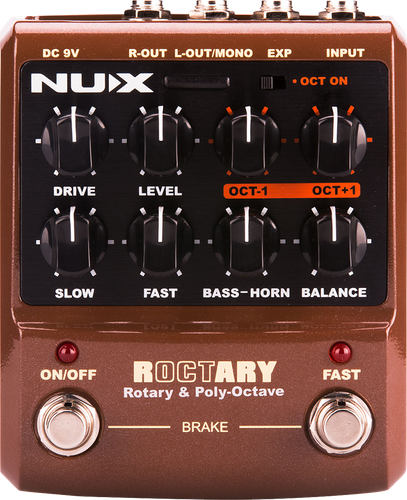 DC 9V R-OUT L-OUT/MONO EXP INPUT
NUX
OCT ON
DRIVE LEVEL OCT-1 OCT+1
SLOW FAST BASS-HORN BALANCE
ROCTARY
ON/OFF FAST
Rotary & Poly-Octave
BRAKE